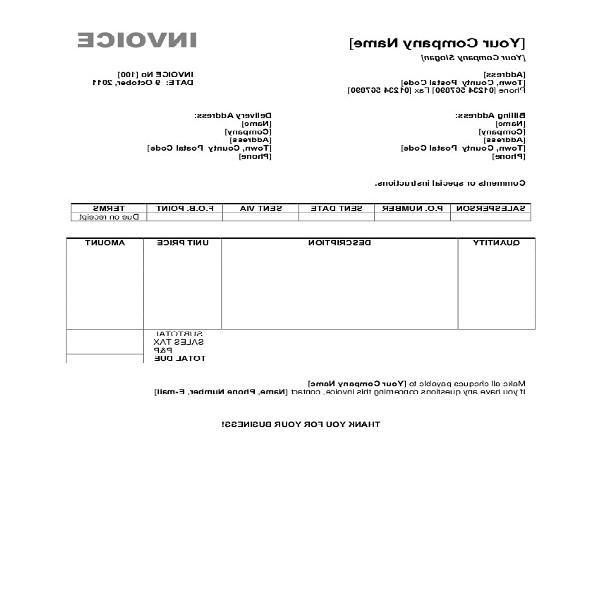 [Your Company Name]
INVOICE
[Your Company Slogan]
[Address]
[Town, County Postal Code]
Phone [01234 567890] Fax [01234 567890]
INVOICE No [100]
DATE: 9 October, 2011
Billing Address:
[Name]
[Company]
[Address]
[Town, County, Postal Code]
[Phone]
Delivery Address:
[Name]
[Company]
[Address]
[Town, County, Postal Code]
[Phone]
Comments or special instructions.
SALESPERSON P.O. NUMBER SENT DATE SENT VIA F.O.B. POINT TERMS
Due on receipt
QUANTITY DESCRIPTION UNIT PRICE AMOUNT
SUBTOTAL
SALES TAX
P&P
TOTAL DUE
Make all cheques payable to [Your Company Name]
If you have any questions concerning this invoice, contact [Name, Phone Number, E-mail,]
THANK YOU FOR YOUR BUSINESS!